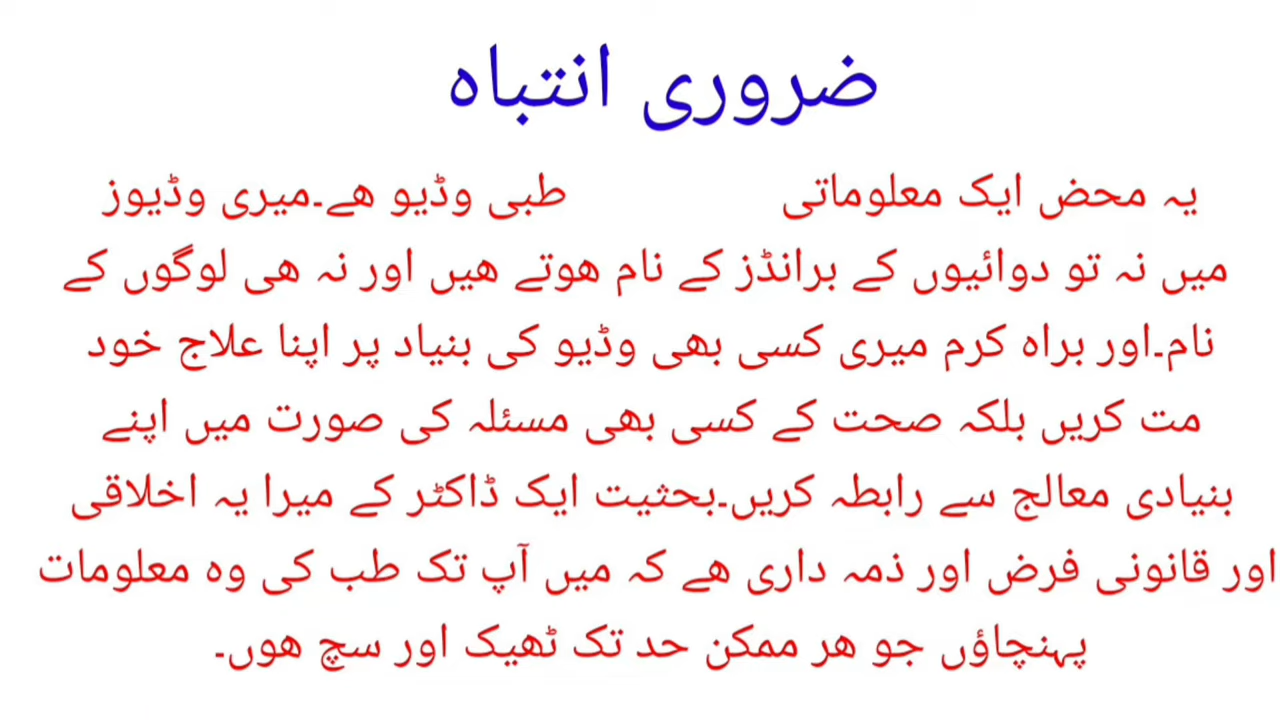 ضروری انتباہ
یہ محض ایک معلوماتی طبی وڈیو ھے۔میری وڈیوز
میں نہ تو دوائیوں کے برانڈز کے نام ھوتے ھیں اور نہ ھی لوگوں کے
نام۔اور براہ کرم میری کسی بھی وڈیو کی بنیاد پر اپنا علاج خود
مت کریں بلکہ صحت کے کسی بھی مسئلہ کی صورت میں اپنے
بنیادی معالج سے رابطہ کریں۔بحثیت ایک ڈاکٹر کے میرا یہ اخلاقی
اور قانونی فرض اور ذمہ داری ھے کہ میں آپ تک طب کی وہ معلومات
پہنچاؤں جو ھر ممکن حد تک ٹھیک اور سچ ھوں۔